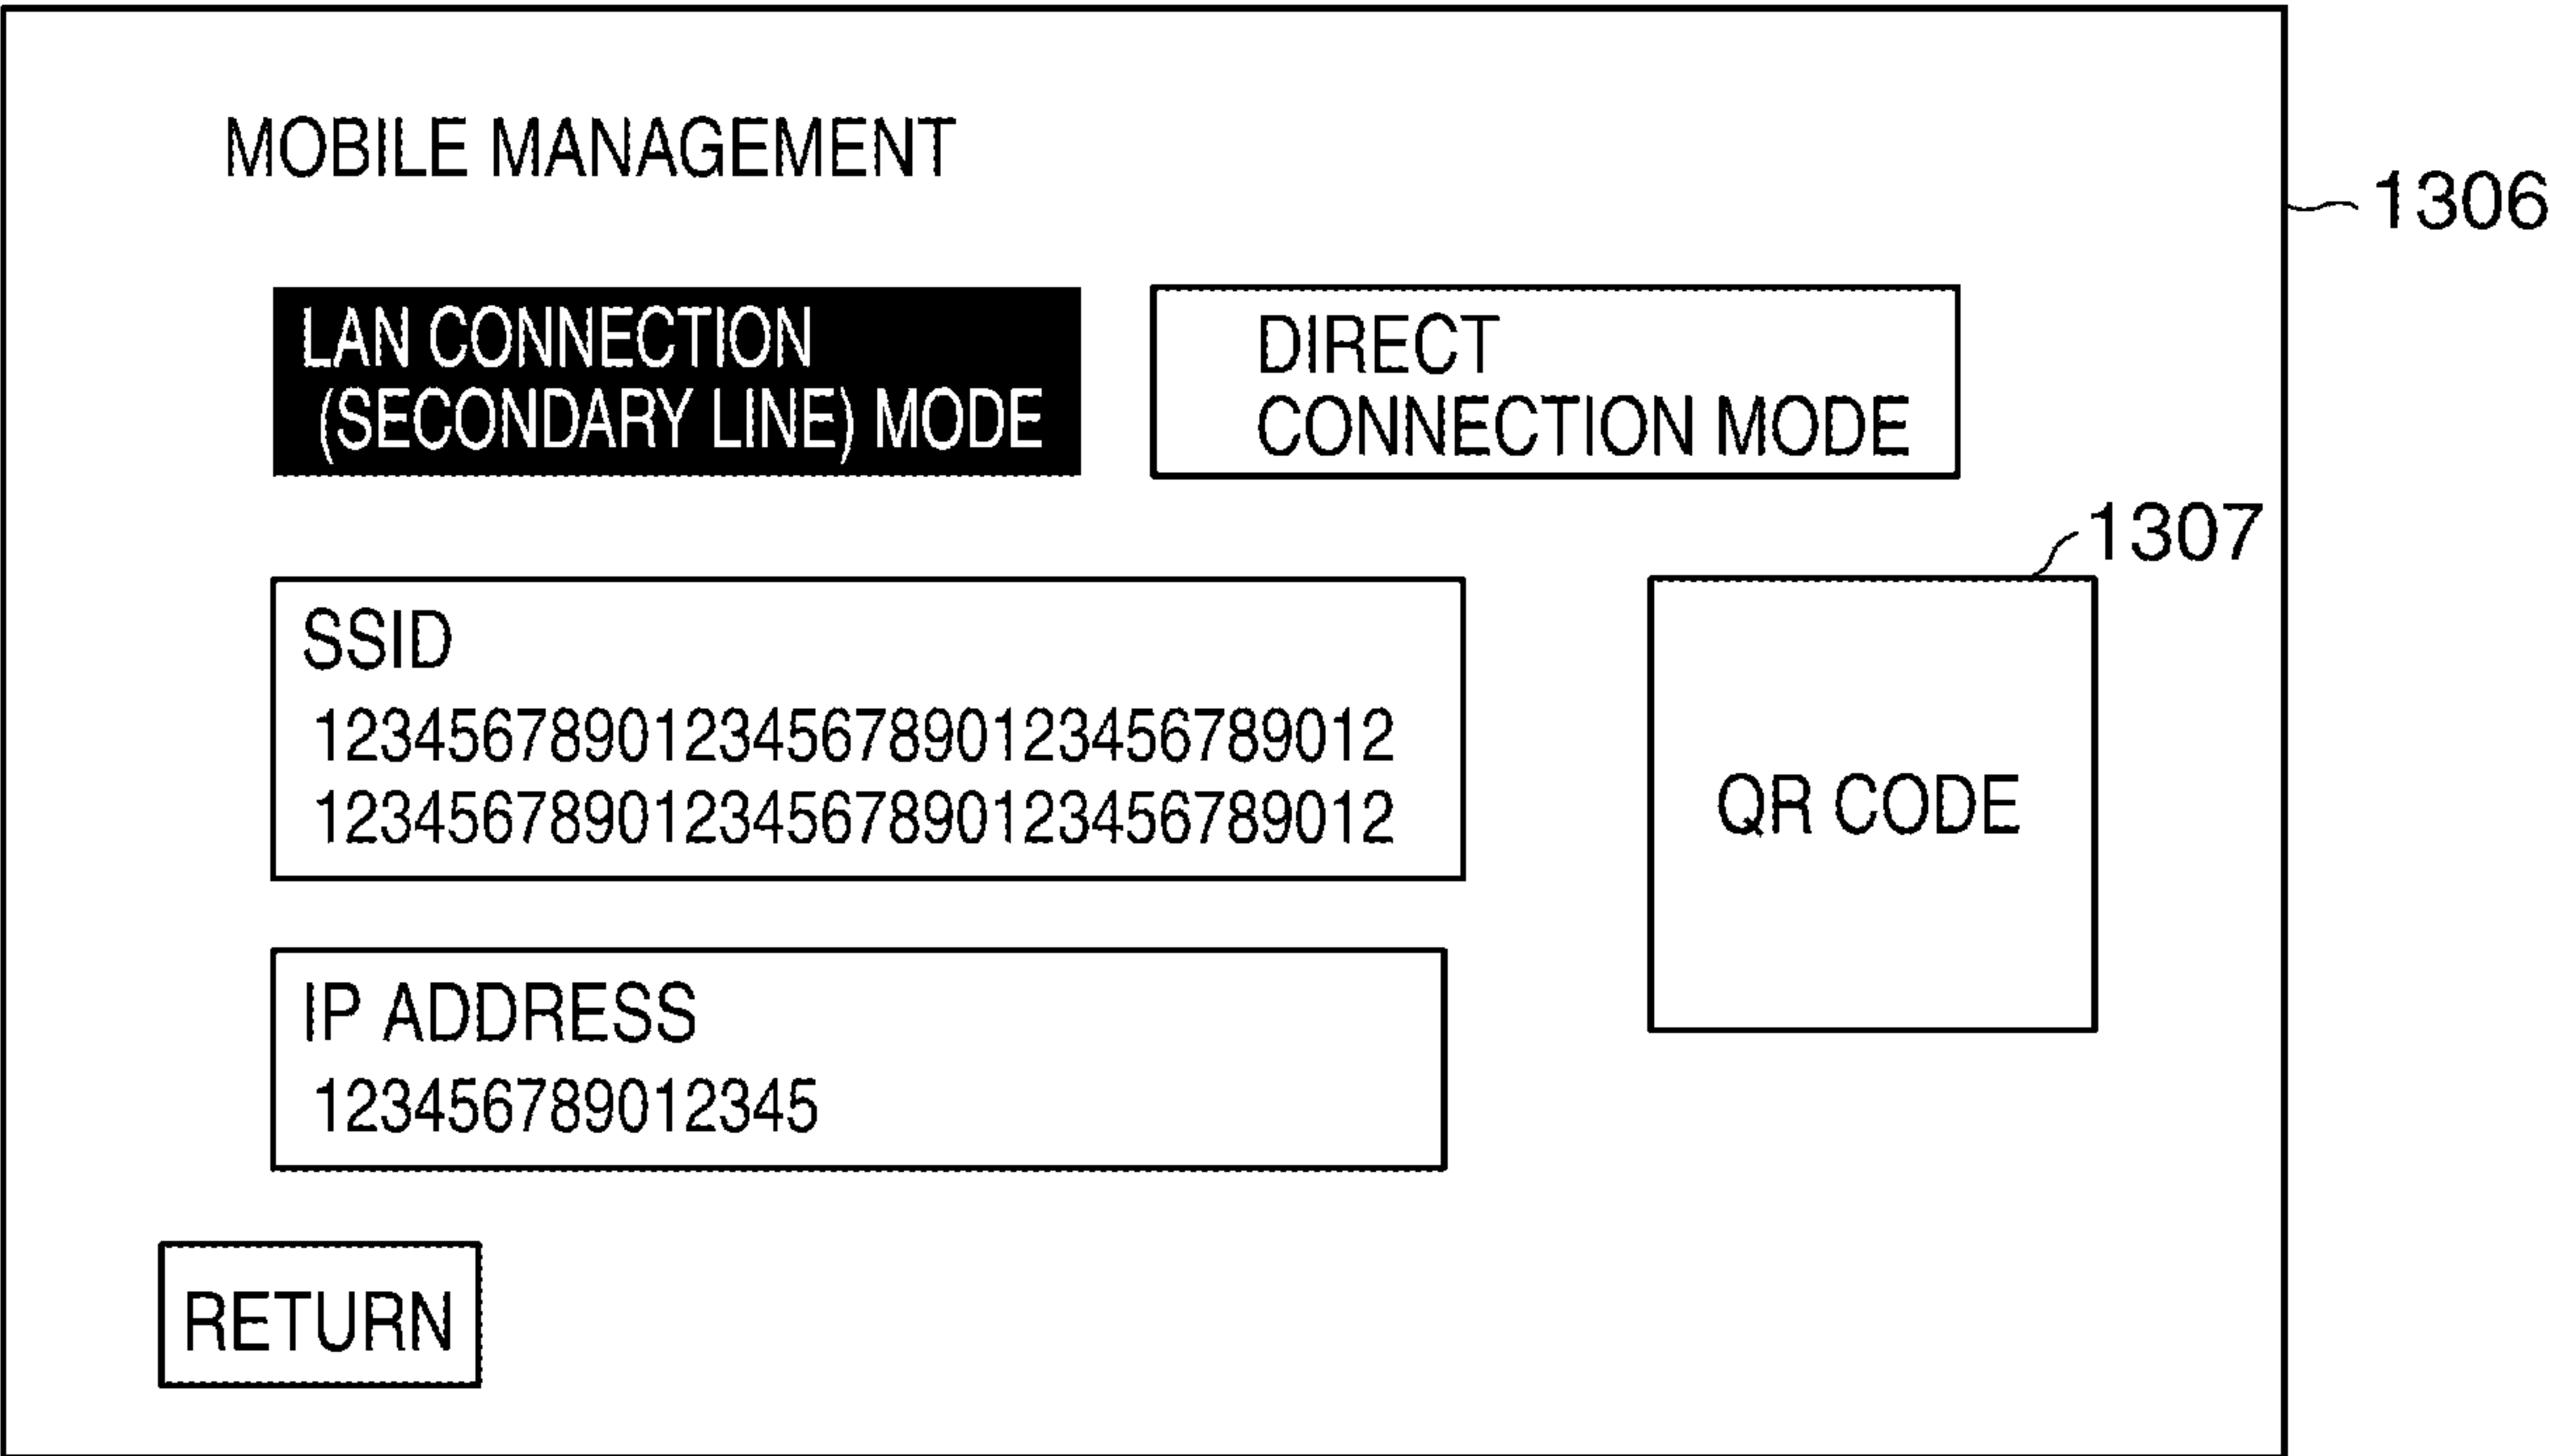 MOBILE MANAGEMENT
1306
LAN CONNECTION
(SECONDARY LINE) MODE
DIRECT
CONNECTION MODE
1307
SSID
12345678901234567890123456789012
12345678901234567890123456789012
QR CODE
IP ADDRESS
123456789012345
RETURN